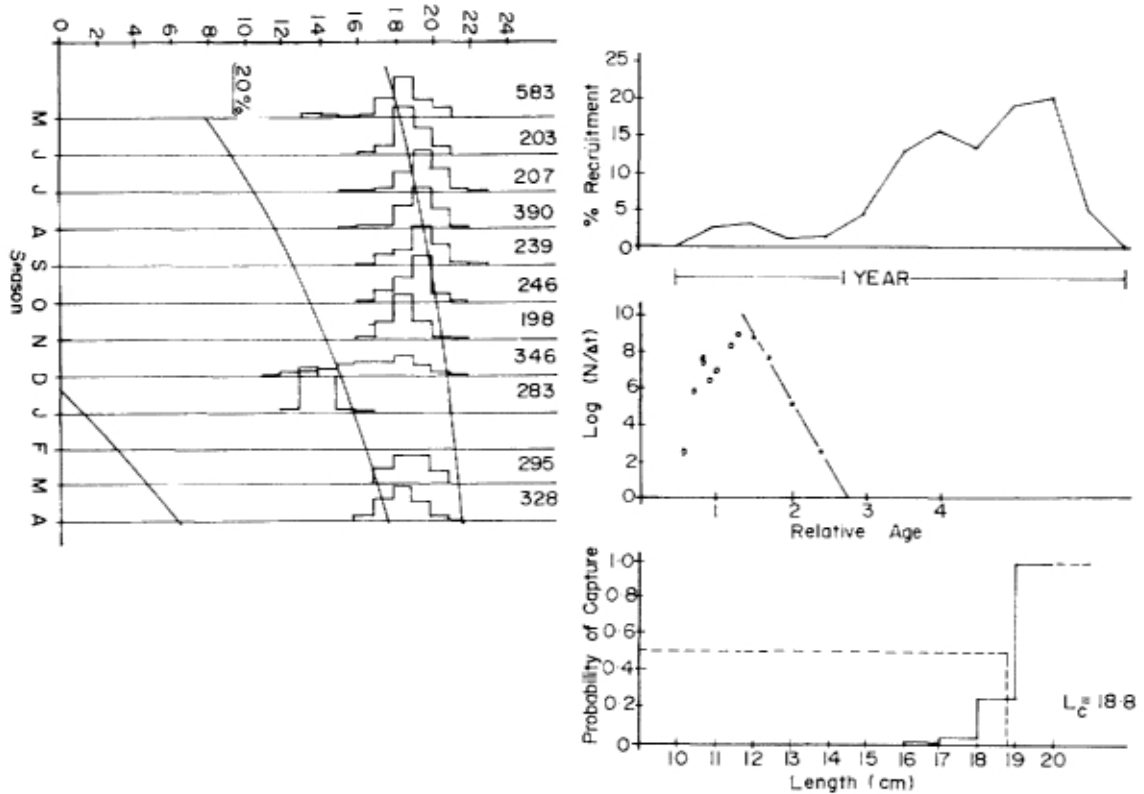 0 2 4 6 8 10 12 14 16 18 20 22 24
20%
583
M
203
J
207
J
390
A
239
S
246
O
198
N
346
D
283
J
F
295
M
328
A
Season
25
20
15
10
5
0
% Recruitment
1 YEAR
10
8
6
4
2
0
Log (N/Δt)
1 2 3 4
Relative Age
1·0
0·8
0·6
0·4
0·2
0
Probability of Capture
L_c = 18·8
10 11 12 13 14 15 16 17 18 19 20
Length (cm)